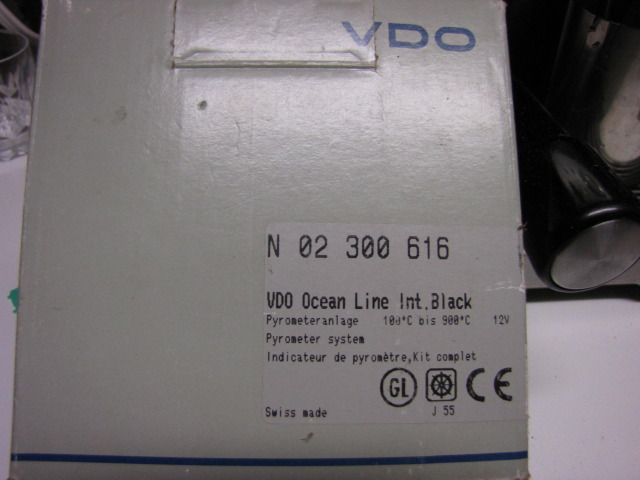 VDO
N 02 300 616
VDO Ocean Line Int.Black
Pyrometeranlage 100°C bis 900°C 12V
Pyrometer system
Indicateur de pyromètre,Kit complet
GL CE
Swiss made J 55